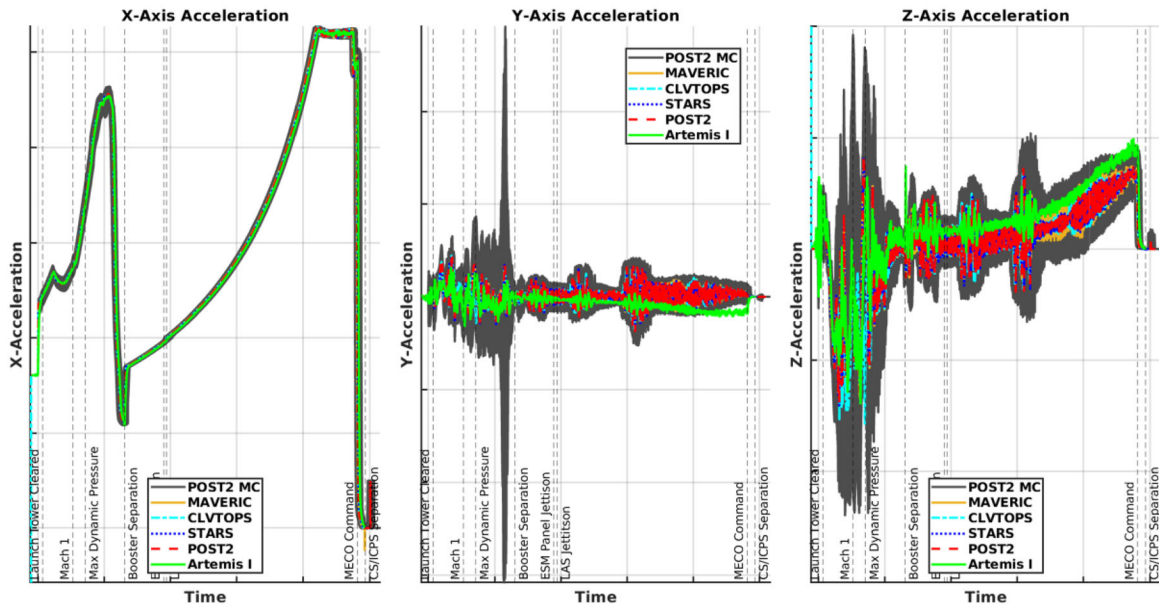 X-Axis Acceleration
X-Acceleration
Launch Tower Cleared
Mach 1
Max Dynamic Pressure
Booster Separation
MECO Command
CS/ICPS Separation
POST2 MC
MAVERIC
CLVTOPS
STARS
POST2
Artemis I
Time
Y-Axis Acceleration
Y-Acceleration
POST2 MC
MAVERIC
CLVTOPS
STARS
POST2
Artemis I
Launch Tower Cleared
Mach 1
Max Dynamic Pressure
Booster Separation
ESM Panel Jettison
LAS Jettitson
MECO Command
CS/ICPS Separation
Time
Z-Axis Acceleration
Z-Acceleration
Launch Tower Cleared
Mach 1
Max Dynamic Pressure
POST2 MC
MAVERIC
CLVTOPS
STARS
POST2
Artemis I
MECO Command
CS/ICPS Separation
Time